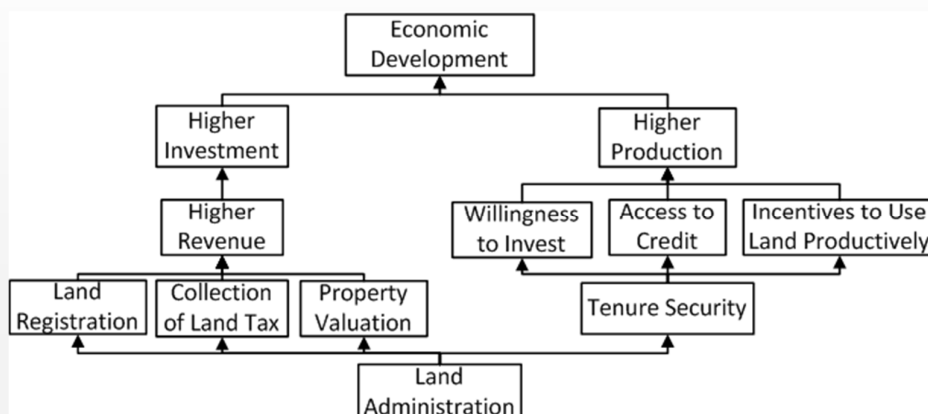 Economic
Development
Higher
Investment
Higher
Production
Higher
Revenue
Willingness
to Invest
Access to
Credit
Incentives to Use
Land Productively
Land
Registration
Collection
of Land Tax
Property
Valuation
Tenure Security
Land
Administration